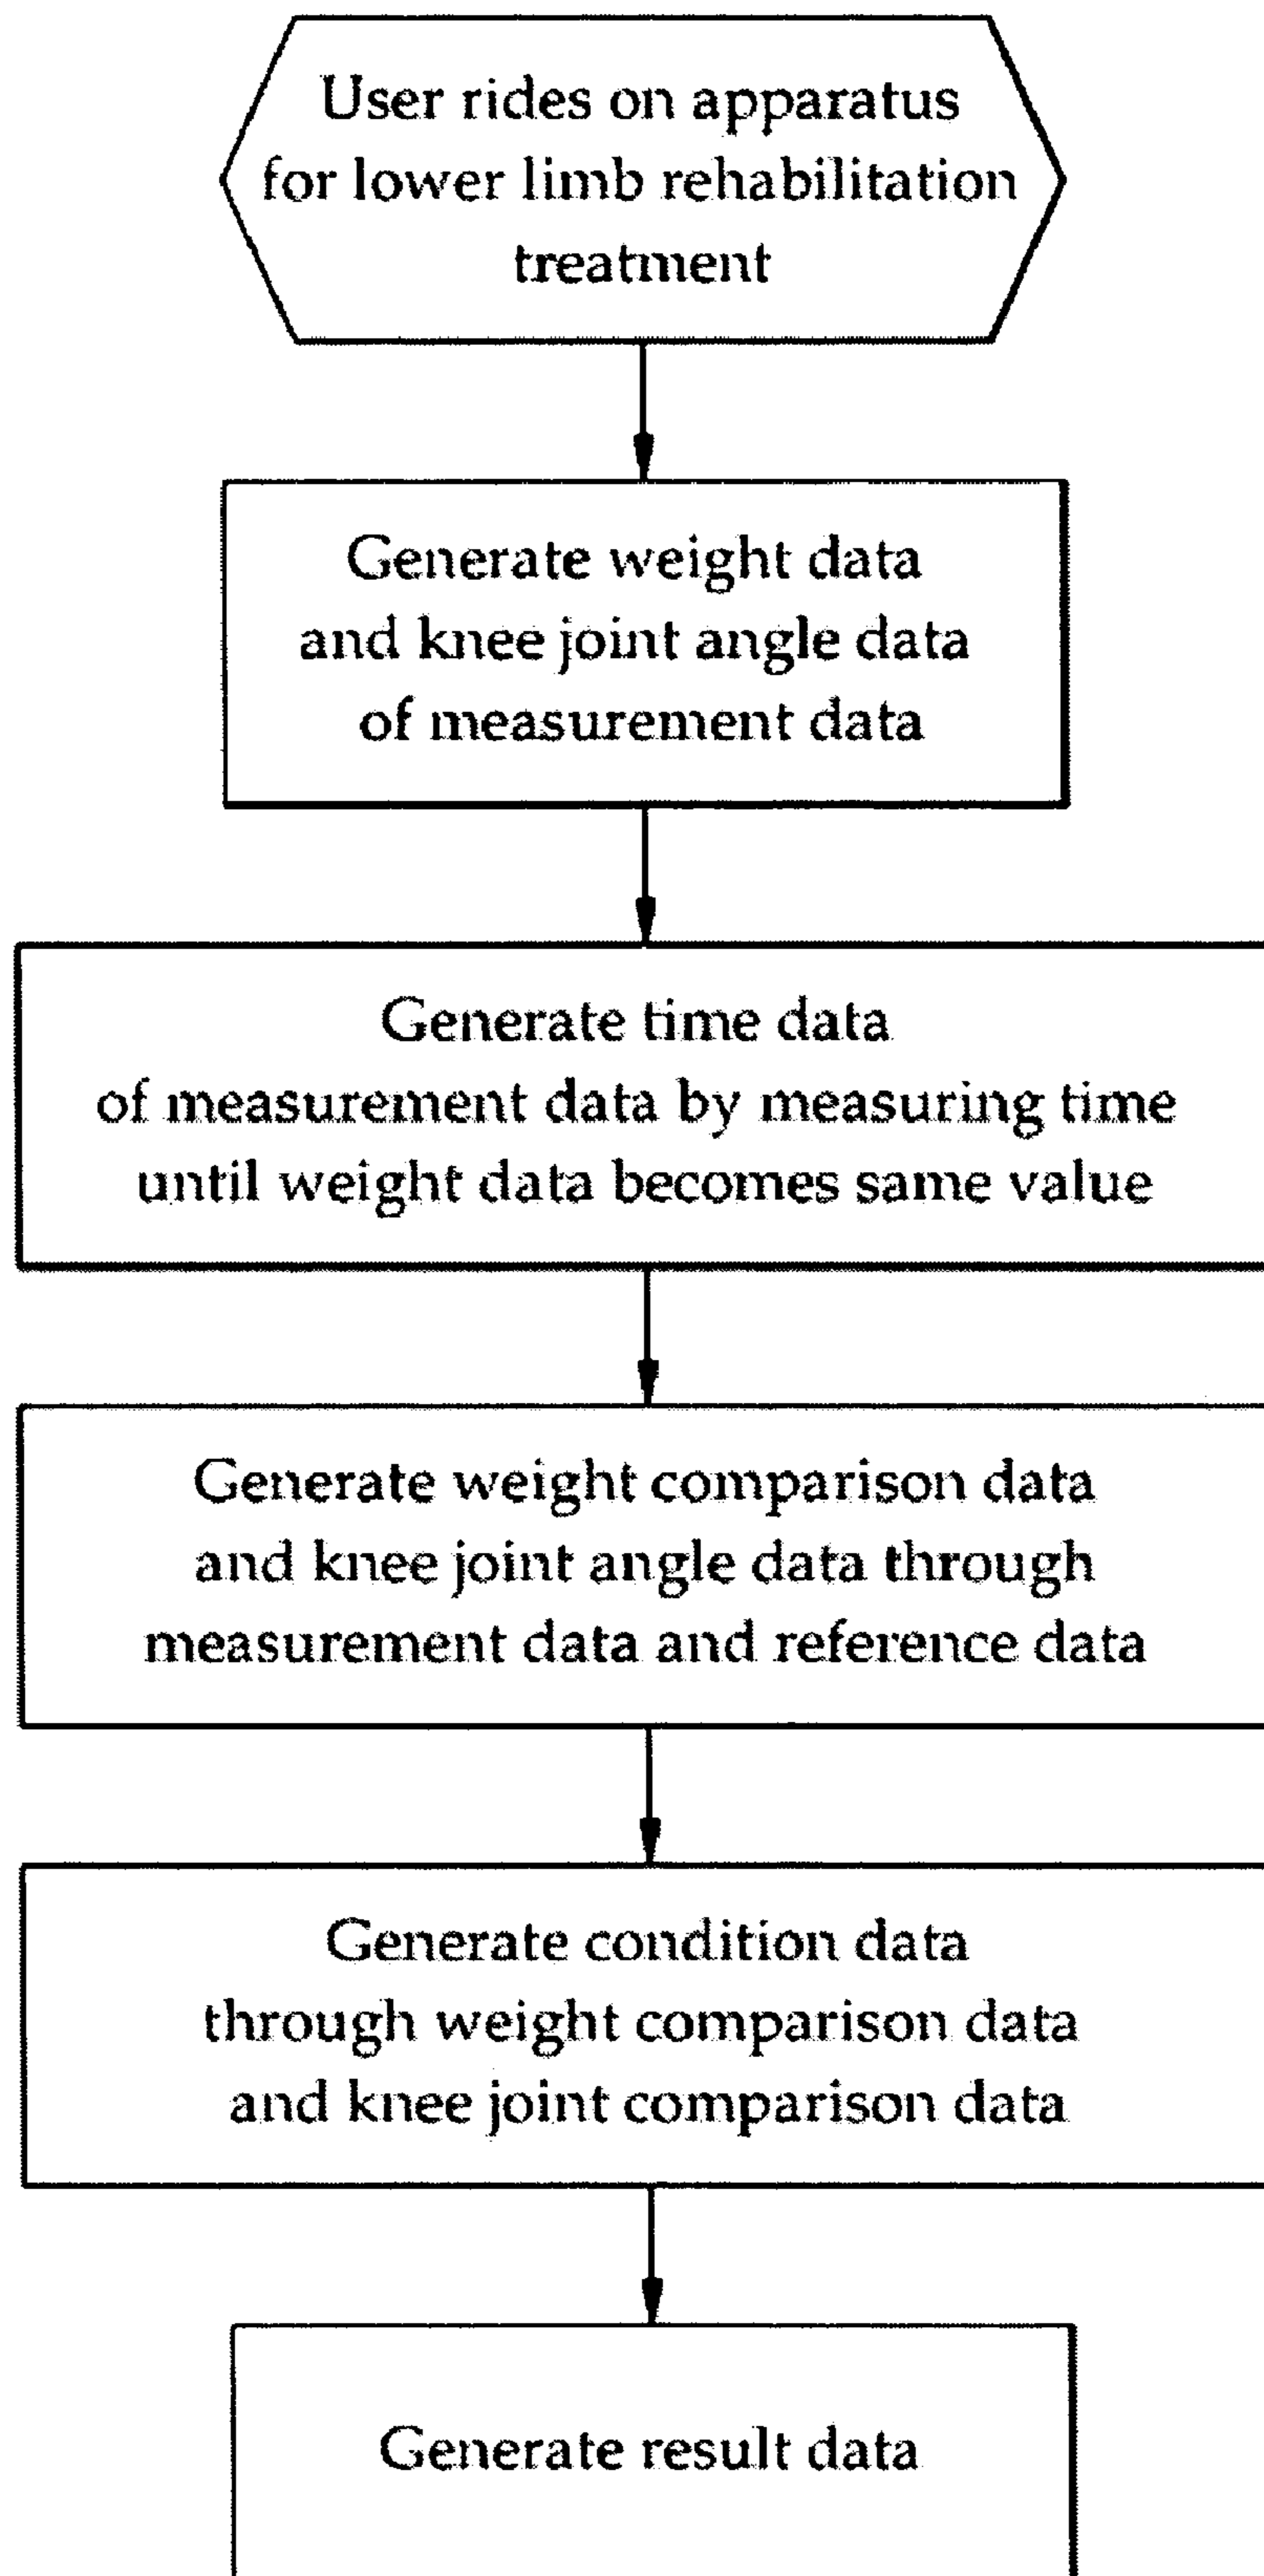 User rides on apparatus
for lower limb rehabilitation
treatment
Generate weight data
and knee joint angle data
of measurement data
Generate time data
of measurement data by measuring time
until weight data becomes same value
Generate weight comparison data
and knee joint angle data through
measurement data and reference data
Generate condition data
through weight comparison data
and knee joint comparison data
Generate result data